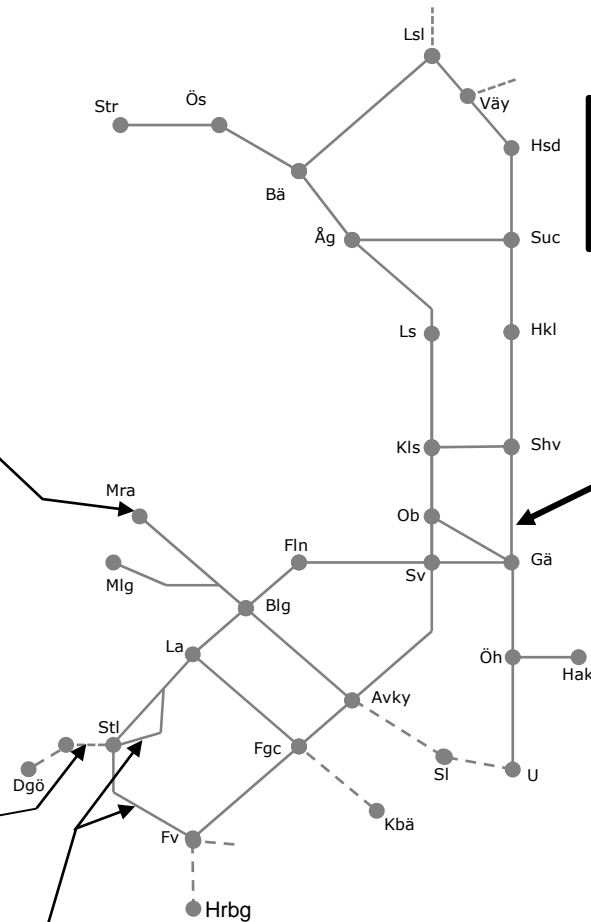 Lsl
Väy
Str
Ös
Hsd
Bä
Åg
Suc
Ls
Hkl
Kls
Shv
Mra
Ob
Fln
Mlg
Sv
Gä
Blg
La
Öh
Hak
Avky
Stl
Fgc
Sl
U
Dgö
Kbä
Fv
Hrbg